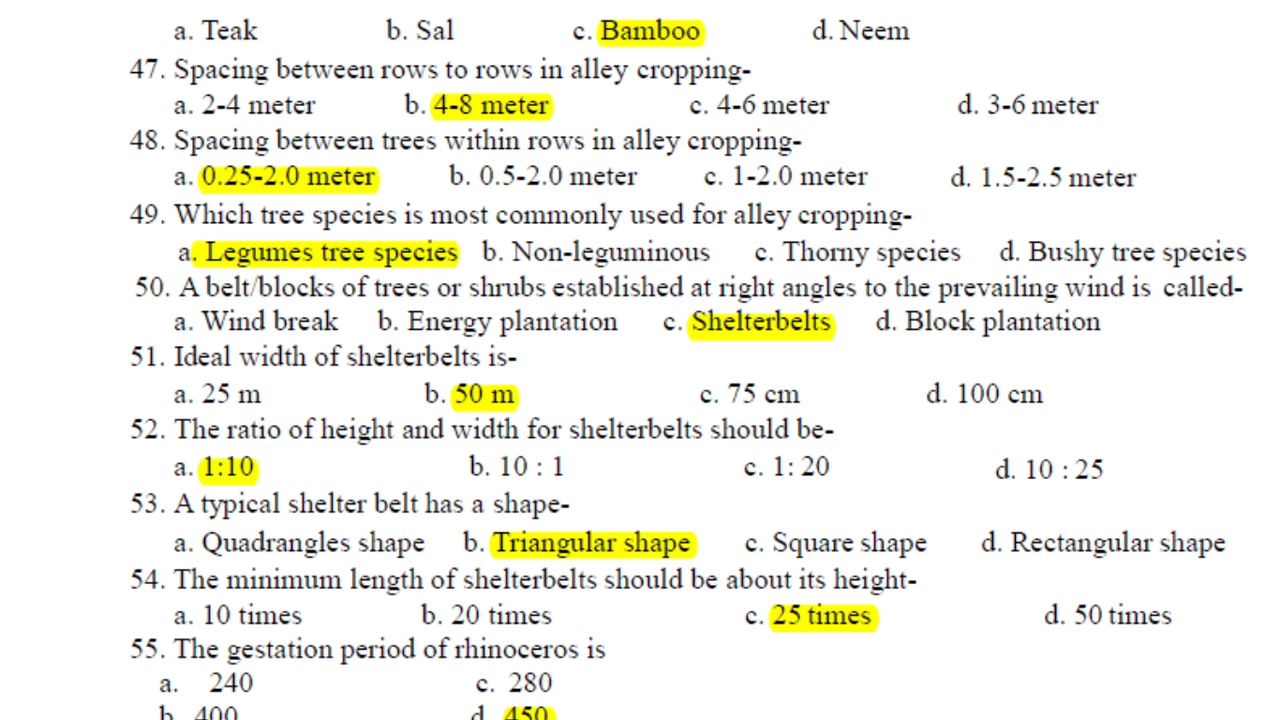 a. Teak b. Sal c. Bamboo d. Neem
47. Spacing between rows to rows in alley cropping-
a. 2-4 meter b. 4-8 meter c. 4-6 meter d. 3-6 meter
48. Spacing between trees within rows in alley cropping-
a. 0.25-2.0 meter b. 0.5-2.0 meter c. 1-2.0 meter d. 1.5-2.5 meter
49. Which tree species is most commonly used for alley cropping-
a. Legumes tree species b. Non-leguminous c. Thorny species d. Bushy tree species
50. A belt/blocks of trees or shrubs established at right angles to the prevailing wind is called-
a. Wind break b. Energy plantation c. Shelterbelts d. Block plantation
51. Ideal width of shelterbelts is-
a. 25 m b. 50 m c. 75 cm d. 100 cm
52. The ratio of height and width for shelterbelts should be-
a. 1:10 b. 10 : 1 c. 1: 20 d. 10 : 25
53. A typical shelter belt has a shape-
a. Quadrangles shape b. Triangular shape c. Square shape d. Rectangular shape
54. The minimum length of shelterbelts should be about its height-
a. 10 times b. 20 times c. 25 times d. 50 times
55. The gestation period of rhinoceros is
a. 240 c. 280
b. 400 d. 450